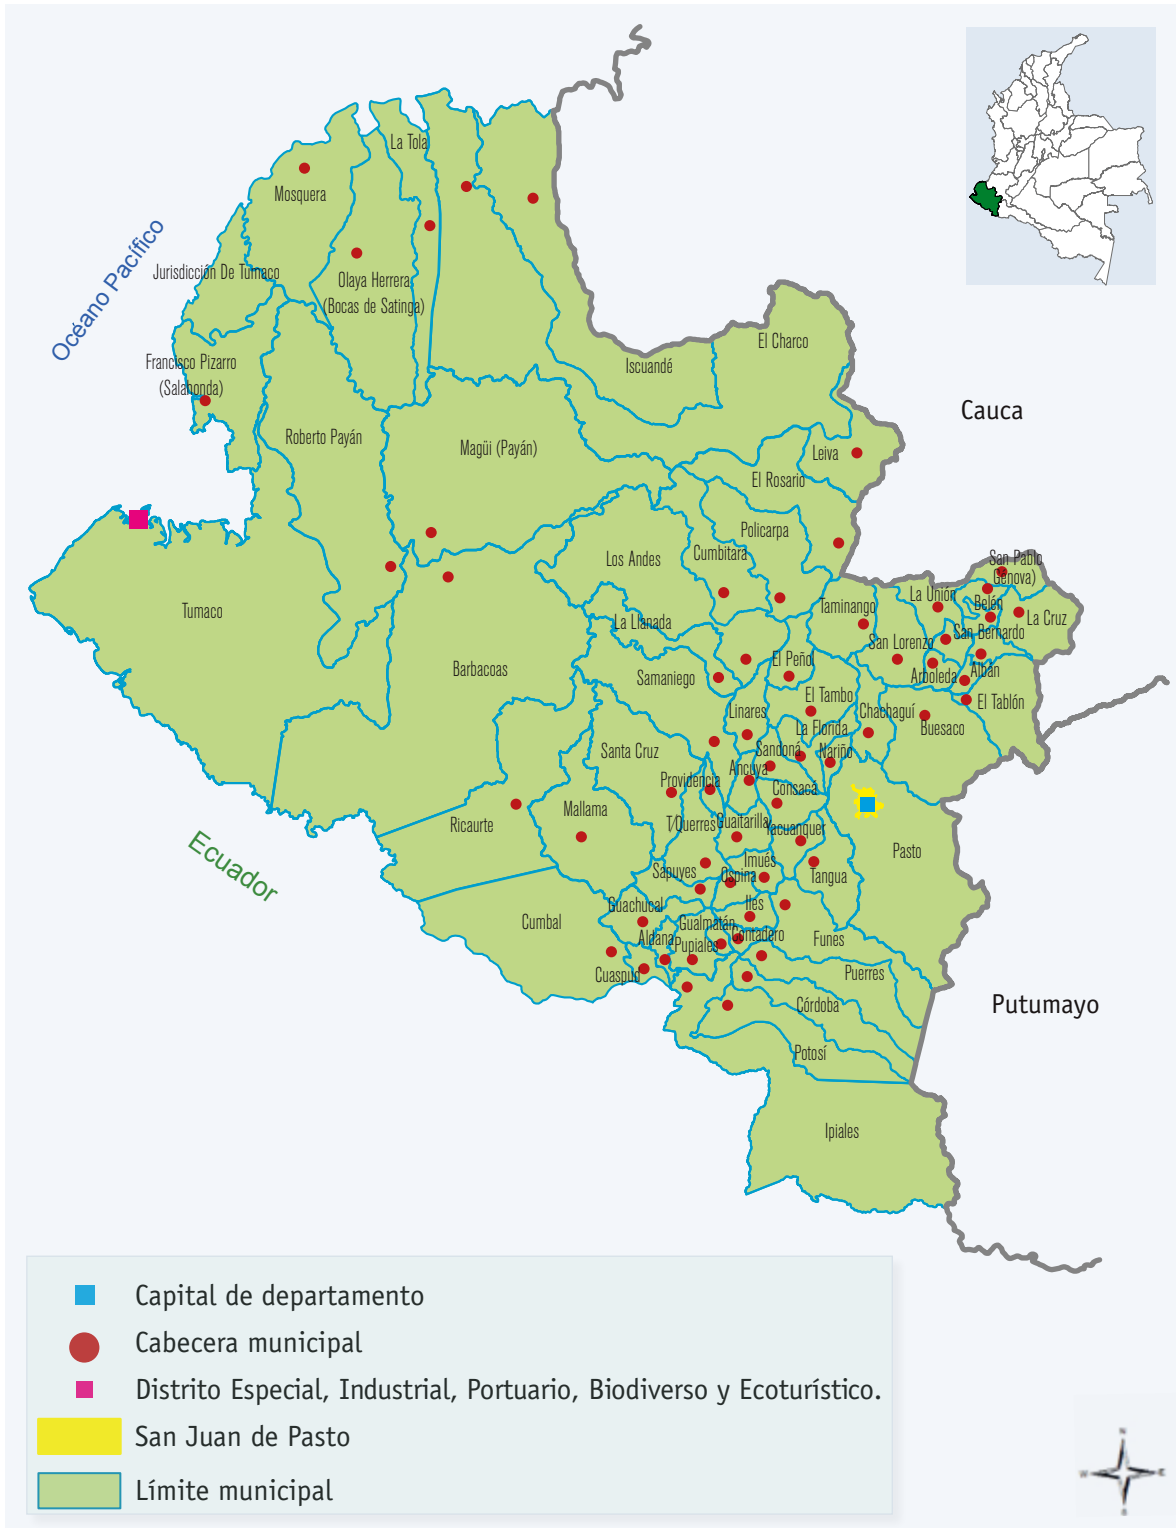 La Tola
Mosquera
Océano Pacífico
Jurisdicción De Tumaco
Olaya Herrera
(Bocas de Satinga)
El Charco
Francisco Pizarro
(Salahonda)
Iscuandé
Cauca
Roberto Payán
Magüi (Payán)
Leiva
El Rosario
Policarpa
Cumbitara
Los Andes
San Pablo
Génova)
La Unión
Belén
Tumaco
Taminango
La Cruz
La Llanada
San Bernardo
San Lorenzo
Barbacoas
Samaniego
El Peñol
Arboleda
Albán
El Tambo
El Tablón
Linares
Chachaguí
La Florida
Buesaco
Santa Cruz
Sandoná
Nariño
Ancuya
Providencia
Consacá
Mallama
Ricaurte
T/Querres
Guaitarilla
Yacuanquer
Ecuador
Pasto
Imués
Sapuyes
Ospina
Tangua
Guachucal
Iles
Cumbal
Gualmatán
Contadero
Aldana
Pupiales
Funes
Cuaspud
Puerres
Córdoba
Putumayo
Potosí
Ipiales
Capital de departamento
Cabecera municipal
Distrito Especial, Industrial, Portuario, Biodiverso y Ecoturístico.
San Juan de Pasto
Límite municipal
N
W
E
S